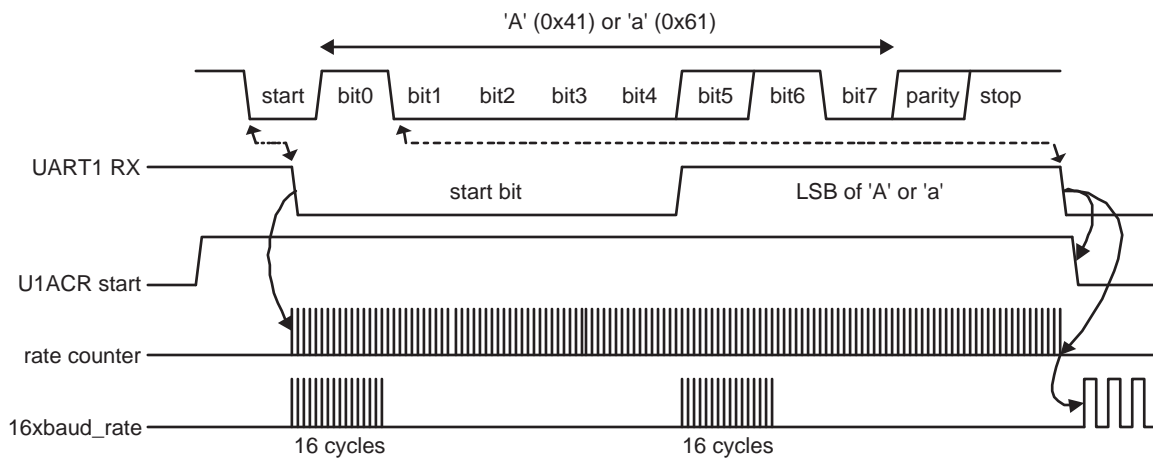 'A' (0x41) or 'a' (0x61)
start bit0 bit1 bit2 bit3 bit4 bit5 bit6 bit7 parity stop
UART1 RX
start bit LSB of 'A' or 'a'
U1ACR start
rate counter
16xbaud_rate
16 cycles 16 cycles